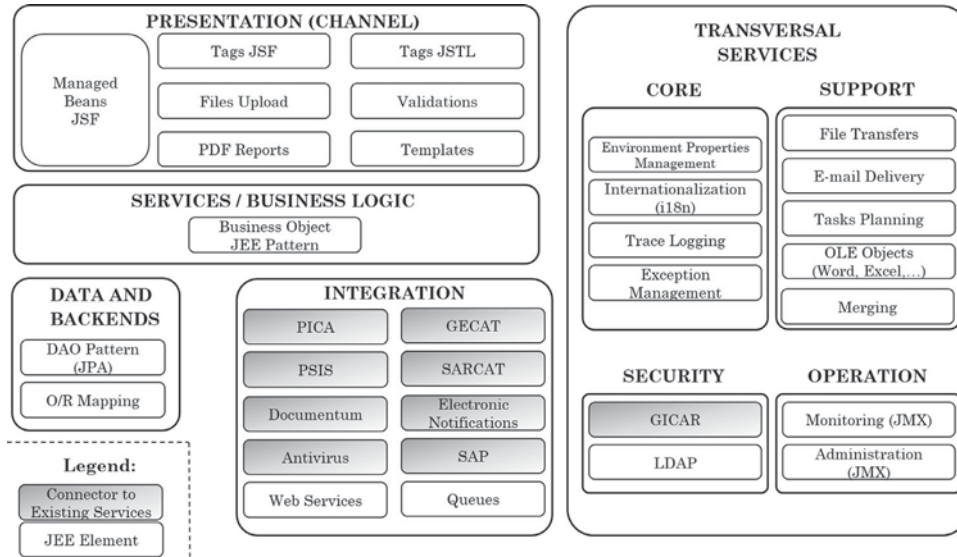 PRESENTATION (CHANNEL)
Managed
Beans
JSF
Tags JSF
Tags JSTL
Files Upload
Validations
PDF Reports
Templates
SERVICES / BUSINESS LOGIC
Business Object
JEE Pattern
DATA AND
BACKENDS
DAO Pattern
(JPA)
O/R Mapping
INTEGRATION
PICA
GECAT
PSIS
SARCAT
Documentum
Electronic
Notifications
Antivirus
SAP
Web Services
Queues
Legend:
Connector to
Existing Services
JEE Element
TRANSVERSAL
SERVICES
CORE
Environment Properties
Management
Internationalization
(i18n)
Trace Logging
Exception
Management
SUPPORT
File Transfers
E-mail Delivery
Tasks Planning
OLE Objects
(Word, Excel,...)
Merging
SECURITY
GICAR
LDAP
OPERATION
Monitoring (JMX)
Administration
(JMX)